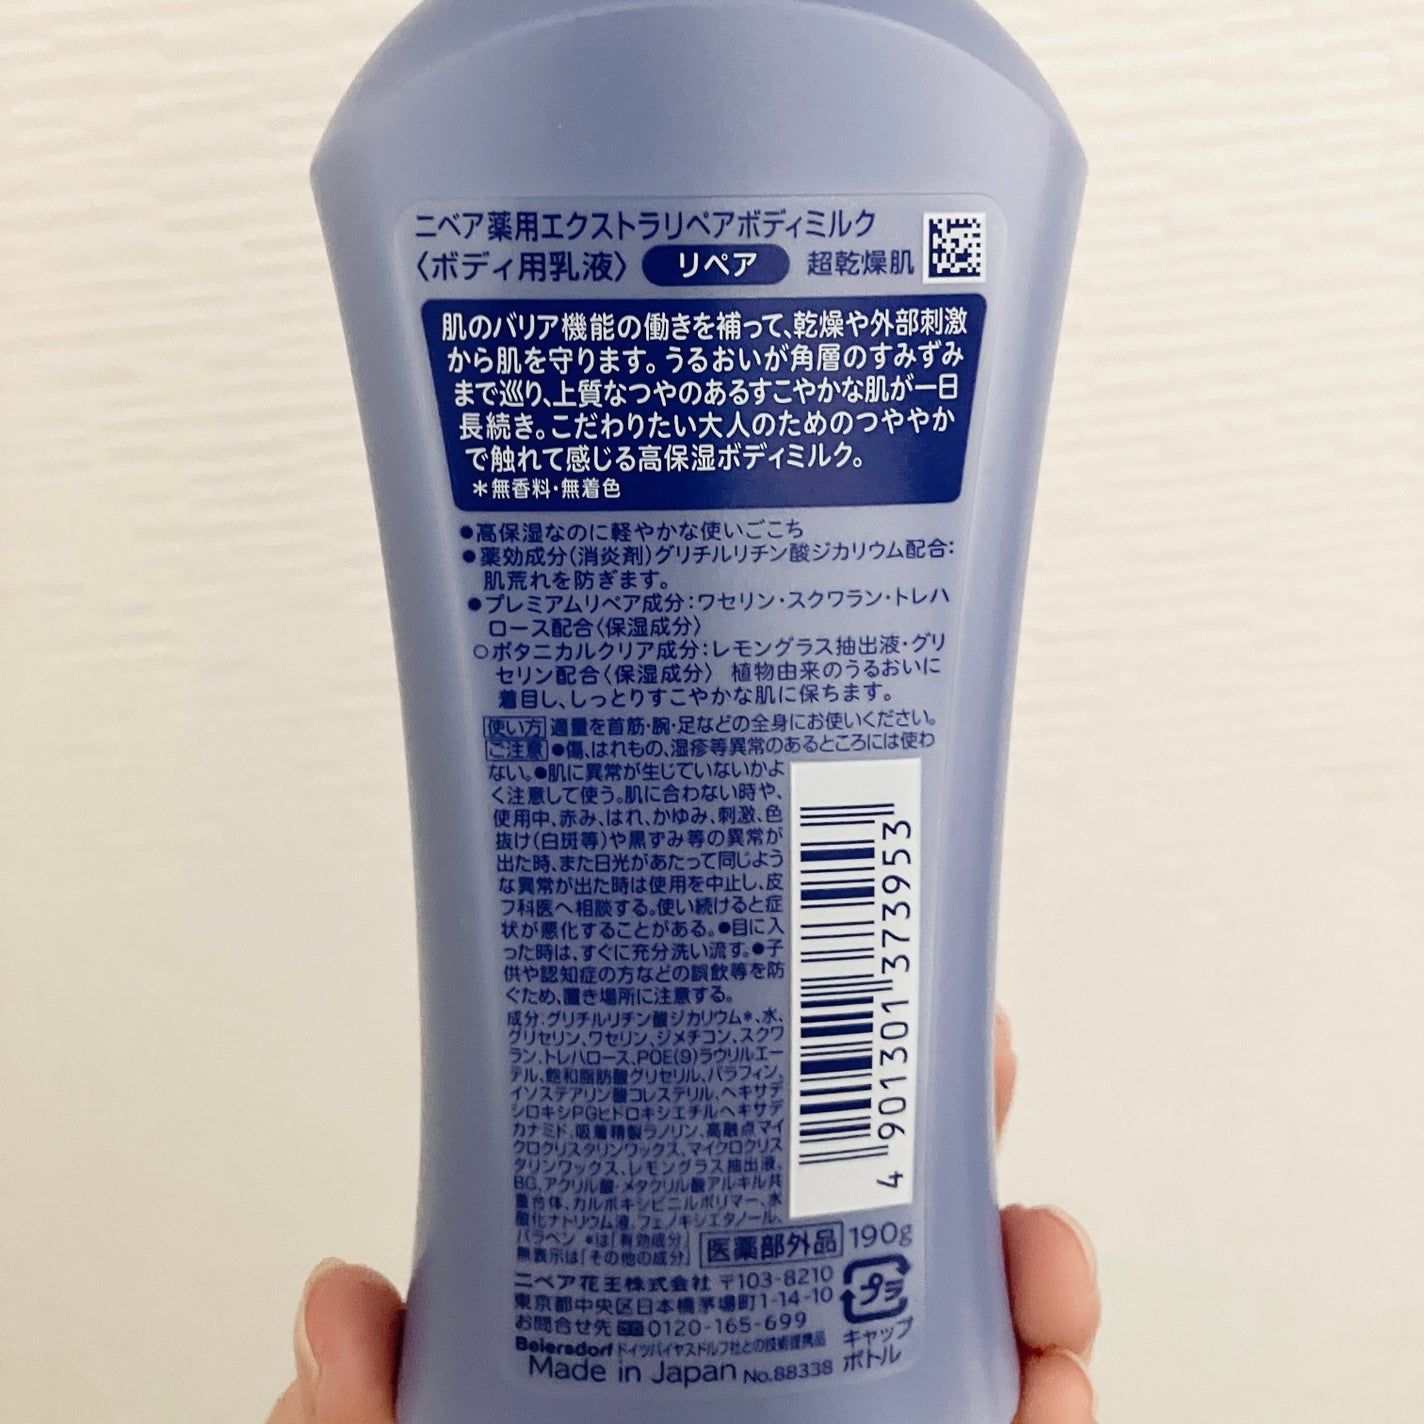 ニベア薬用エクストラリペアボディミルク
〈ボディ用乳液〉 リペア 超乾燥肌
肌のバリア機能の働きを補って、乾燥や外部刺激
から肌を守ります。うるおいが角層のすみずみ
まで巡り、上質なつやのあるすこやかな肌が一日
長続き。こだわりたい大人のためのつややか
で触れて感じる高保湿ボディミルク。
＊無香料・無着色
●高保湿なのに軽やかな使いごこち
●薬効成分（消炎剤）グリチルリチン酸ジカリウム配合：
肌荒れを防ぎます。
●プレミアムリペア成分：ワセリン・スクワラン・トレハ
ロース配合〈保湿成分〉
○ボタニカルクリア成分：レモングラス抽出液・グリ
セリン配合〈保湿成分〉 植物由来のうるおいに
着目し、しっとりすこやかな肌に保ちます。
使い方 適量を首筋・腕・足などの全身にお使いください。
ご注意 ●傷、はれもの、湿疹等異常のあるところには使わ
ない。●肌に異常が生じていないかよ
く注意して使う。肌に合わない時や、
使用中、赤み、はれ、かゆみ、刺激、色
抜け（白斑等）や黒ずみ等の異常が
出た時、また日光があたって同じよう
な異常が出た時は使用を中止し、皮
フ科医へ相談する。使い続けると症
状が悪化することがある。●目に入
った時は、すぐに充分洗い流す。●子
供や認知症の方などの誤飲等を防
ぐため、置き場所に注意する。
成分：グリチルリチン酸ジカリウム＊、水、
グリセリン、ワセリン、ジメチコン、スクワ
ラン、トレハロース、POE（9）ラウリルエー
テル、飽和脂肪酸グリセリル、パラフィン、
イソステアリン酸コレステリル、ヘキサデ
シロキシPGヒドロキシエチルヘキサデ
カナミド、吸着精製ラノリン、高融点マイ
クロクリスタリンワックス、マイクロクリス
タリンワックス、レモングラス抽出液、
BG、アクリル酸・メタクリル酸アルキル共
重合体、カルボキシビニルポリマー、水
酸化ナトリウム液、フェノキシエタノール、
パラベン ＊は「有効成分」
無表示は「その他の成分」
医薬部外品 190g
4 901301 373953
ニベア花王株式会社 〒103-8210
東京都中央区日本橋茅場町1-14-10
お問合せ先 0120-165-699
Beiersdorf ドイツバイヤスドルフ社との技術提携品
Made in Japan No.88338
プラ
キャップ
ボトル